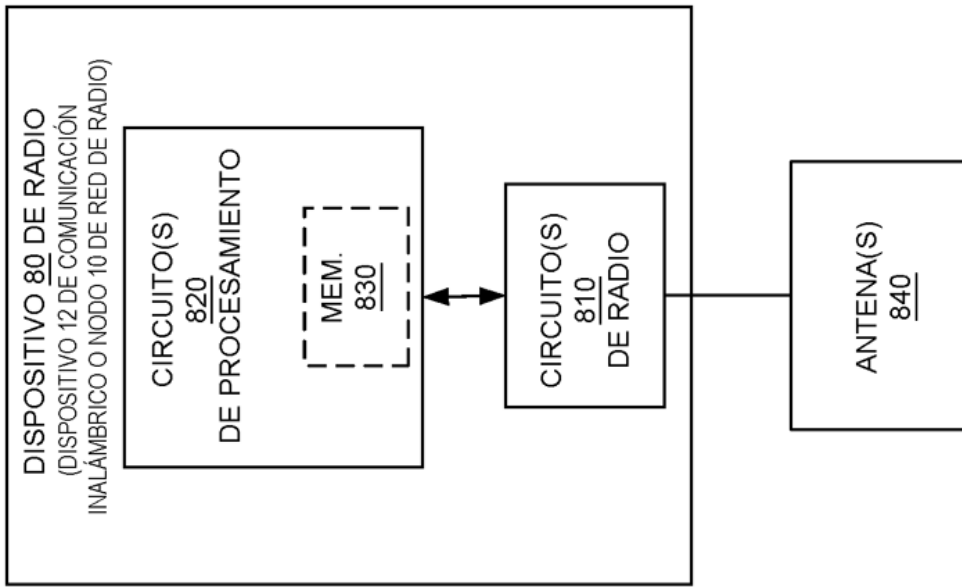 DISPOSITIVO 80 DE RADIO
(DISPOSITIVO 12 DE COMUNICACIÓN
INALÁMBRICO O NODO 10 DE RED DE RADIO)
CIRCUITO(S)
820
DE PROCESAMIENTO
MEM.
830
CIRCUITO(S)
810
DE RADIO
ANTENA(S)
840